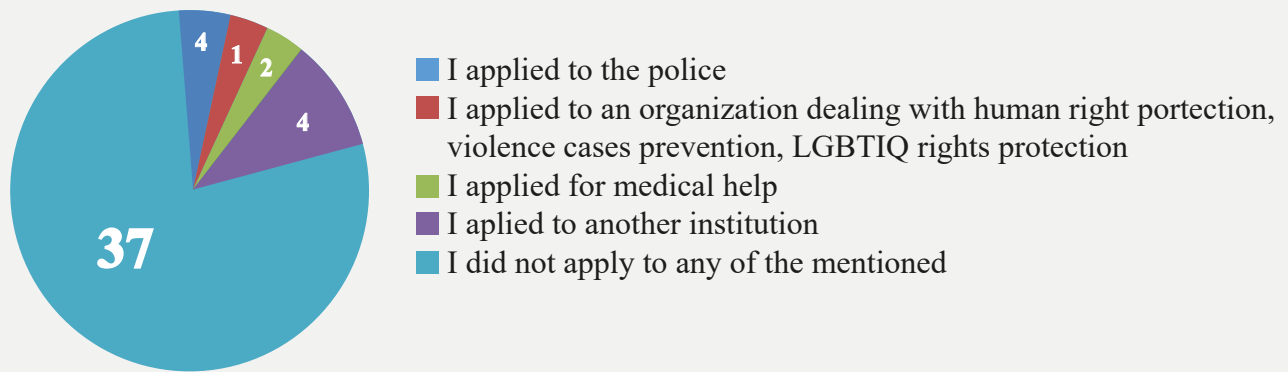 4
1
2
4
37
I applied to the police
I applied to an organization dealing with human right portection,
violence cases prevention, LGBTIQ rights protection
I applied for medical help
I aplied to another institution
I did not apply to any of the mentioned